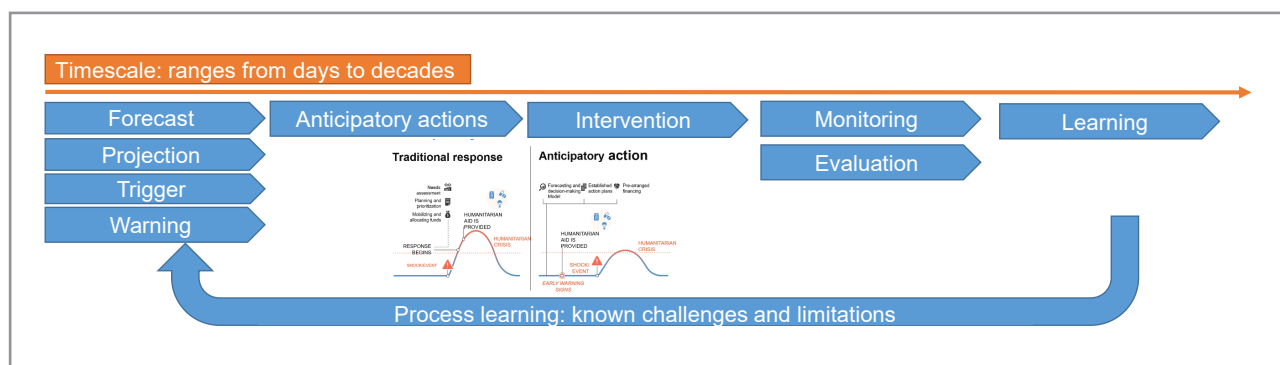 Timescale: ranges from days to decades
Forecast
Anticipatory actions
Intervention
Monitoring
Learning
Projection
Evaluation
Trigger
Warning
Traditional response
Needs
assessment
Planning and
prioritization
Mobilizing and
allocating funds
HUMANITARIAN
AID IS
PROVIDED
RESPONSE
BEGINS
HUMANITARIAN
CRISIS
SHOCK/EVENT
Anticipatory action
Forecasting and
decision-making
Model
Established
action plans
Pre-arranged
financing
HUMANITARIAN
AID IS
PROVIDED
HUMANITARIAN
CRISIS
SHOCK/
EVENT
EARLY WARNING
SIGNS
Process learning: known challenges and limitations